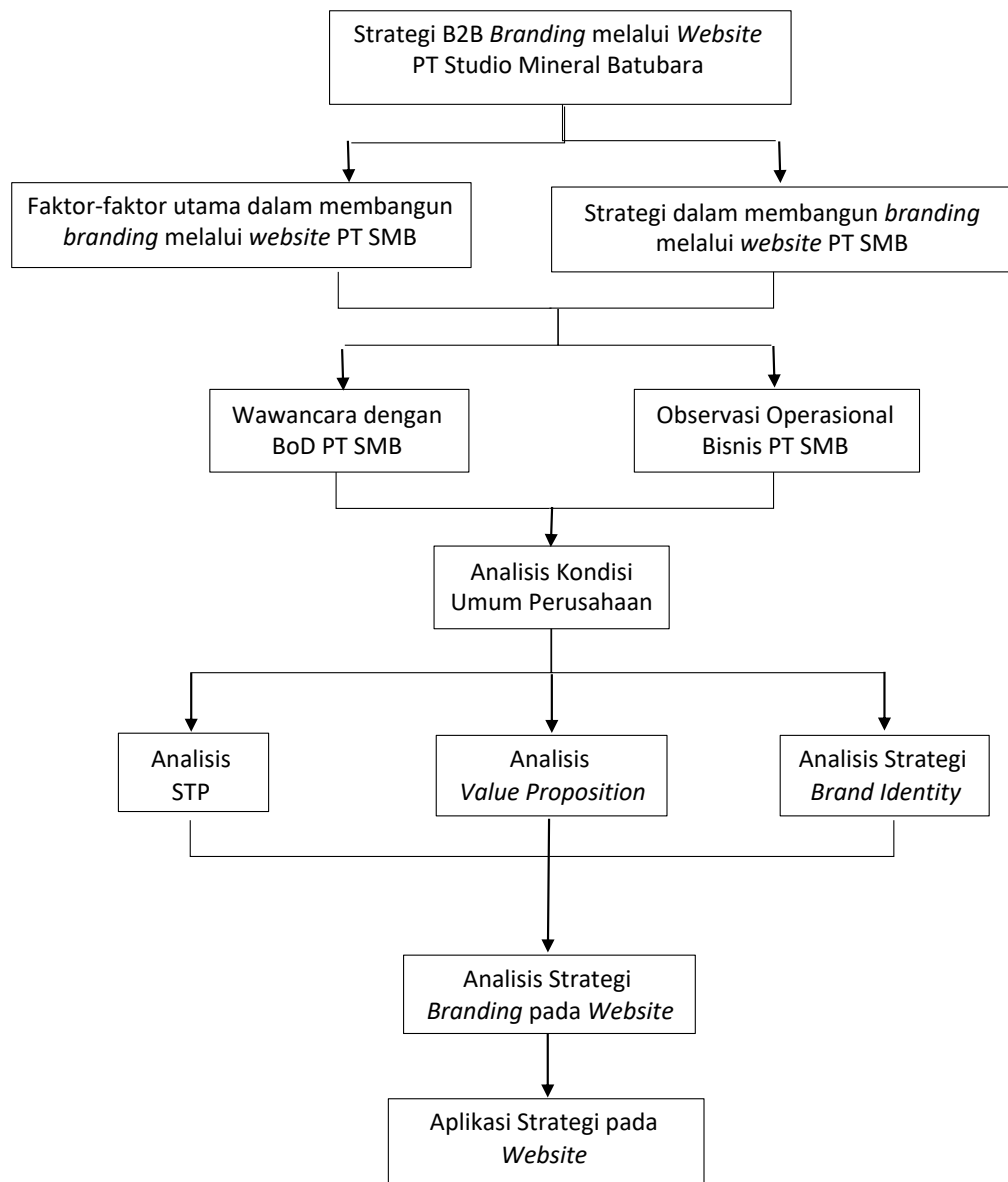 Strategi B2B Branding melalui Website
PT Studio Mineral Batubara
Faktor-faktor utama dalam membangun
branding melalui website PT SMB
Strategi dalam membangun branding
melalui website PT SMB
Wawancara dengan
BoD PT SMB
Observasi Operasional
Bisnis PT SMB
Analisis Kondisi
Umum Perusahaan
Analisis
STP
Analisis
Value Proposition
Analisis Strategi
Brand Identity
Analisis Strategi
Branding pada Website
Aplikasi Strategi pada
Website